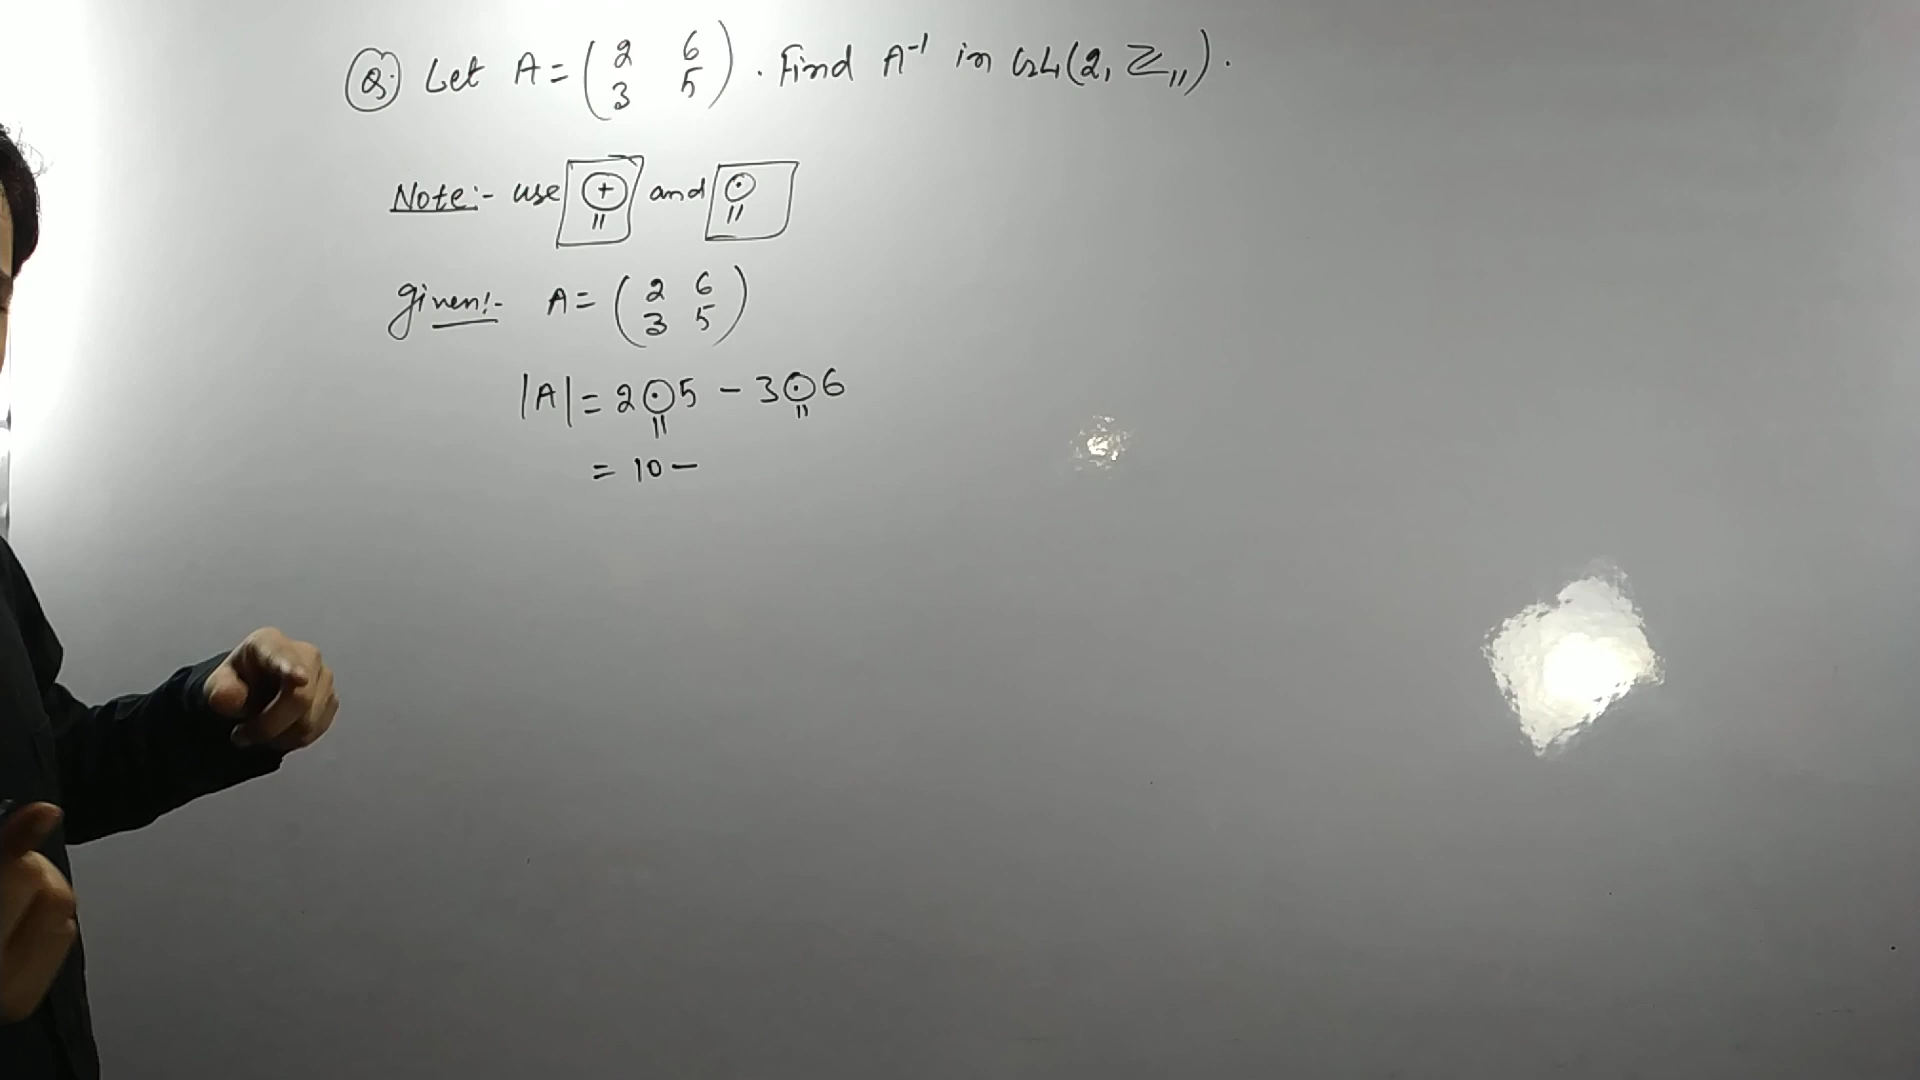 Q. Let A = (2 6 3 5). Find A⁻¹ in GL(2, ℤ₁₁).
Note:- use ⊕₁₁ and ⊙₁₁
Given:- A = (2 6 3 5)
|A| = 2 ⊙₁₁ 5 - 3 ⊙₁₁ 6
= 10 -